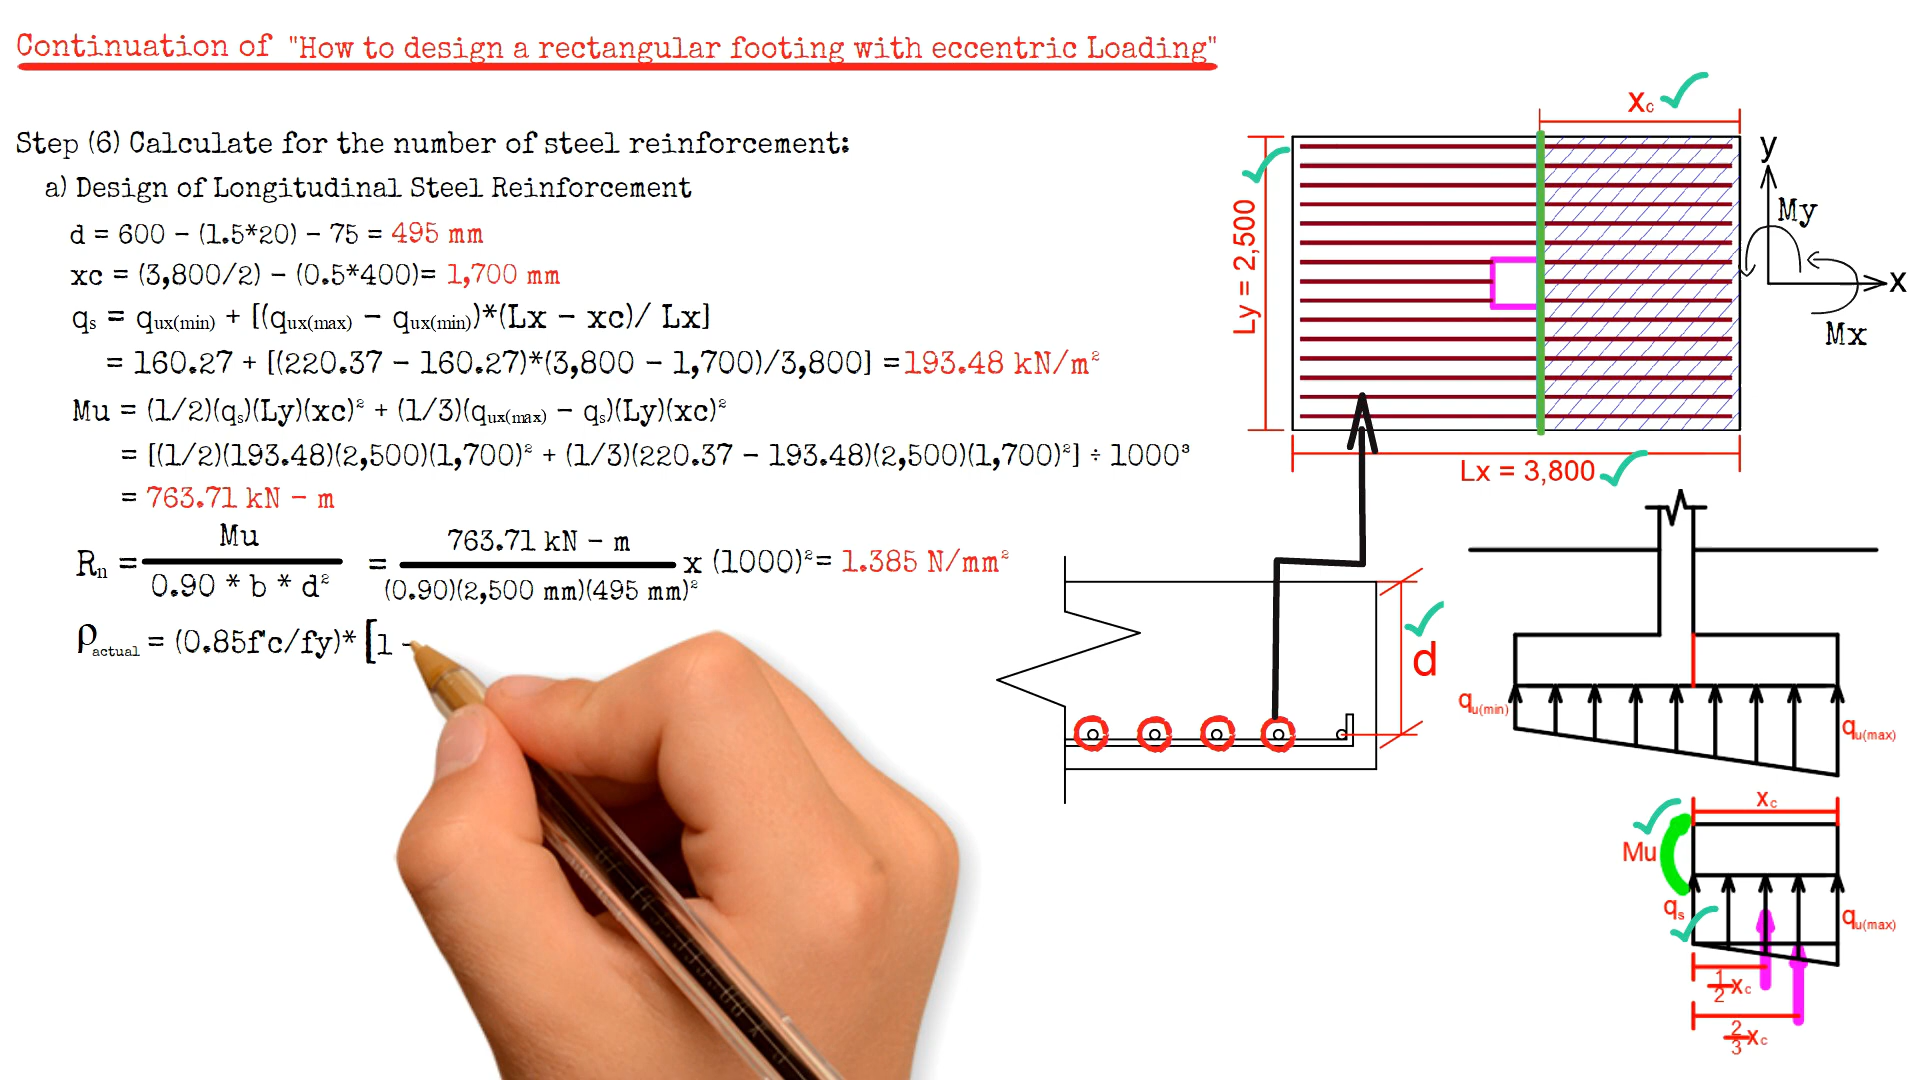 Continuation of "How to design a rectangular footing with eccentric Loading"
Step (6) Calculate for the number of steel reinforcement:
a) Design of Longitudinal Steel Reinforcement
d = 600 - (1.5*20) - 75 = 495 mm
xc = (3,800/2) - (0.5*400)= 1,700 mm
qs = qux(min) + [(qux(max) - qux(min))*(Lx - xc)/ Lx]
= 160.27 + [(220.37 - 160.27)*(3,800 - 1,700)/3,800] =193.48 kN/m²
Mu = (1/2)(qs)(Ly)(xc)² + (1/3)(qux(max) - qs)(Ly)(xc)²
= [(1/2)(193.48)(2,500)(1,700)² + (1/3)(220.37 - 193.48)(2,500)(1,700)²] ÷ 1000³
= 763.71 kN - m
Rn = Mu / 0.90 * b * d² = 763.71 kN - m / (0.90)(2,500 mm)(495 mm)² x (1000)²= 1.385 N/mm²
ρactual = (0.85f'c/fy)* [1 -
xc
Ly = 2,500
Lx = 3,800
y
My
x
Mx
d
qu(min)
qu(max)
xc
Mu
qs
qu(max)
1/2 xc
2/3 xc